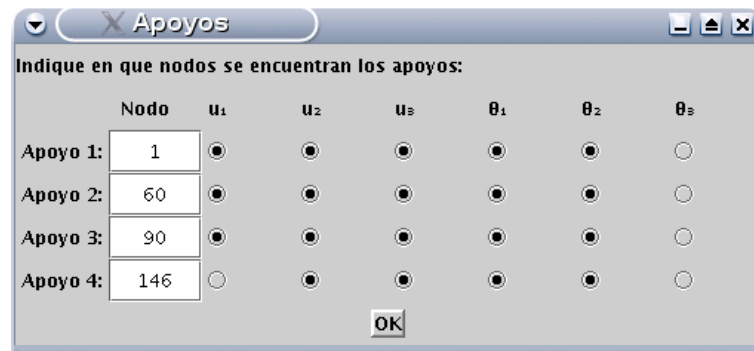 Apoyos
Indique en que nodos se encuentran los apoyos:
Nodo u₁ u₂ u₃ θ₁ θ₂ θ₃
Apoyo 1: 1
Apoyo 2: 60
Apoyo 3: 90
Apoyo 4: 146
OK